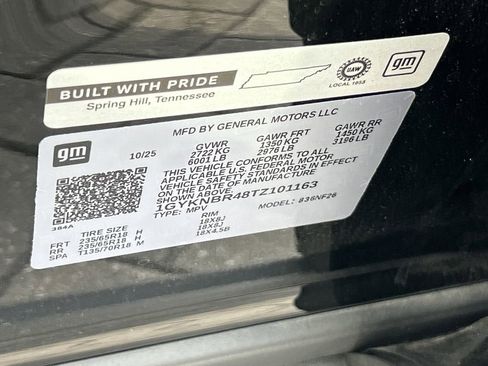 BUILT WITH PRIDE
Spring Hill, Tennessee
UAW
LOCAL 1853
gm
gm
MFD BY GENERAL MOTORS LLC
10/25
GVWR GAWR FRT GAWR RR
2722 KG 1350 KG 1450 KG
6001 LB 2976 LB 3196 LB
THIS VEHICLE CONFORMS TO ALL
APPLICABLE U.S. FEDERAL MOTOR
VEHICLE SAFETY STANDARDS IN EFFECT
ON THE DATE OF MANUFACTURE
SHOWN ABOVE.
1GYKNBR48TZ101163
TYPE: MPV MODEL: 836NF26
384A
TIRE SIZE RIM
FRT 235/65R18 H 18X8J
RR 235/65R18 H 18X8J
SPA T135/70R18 M 18X4.5B